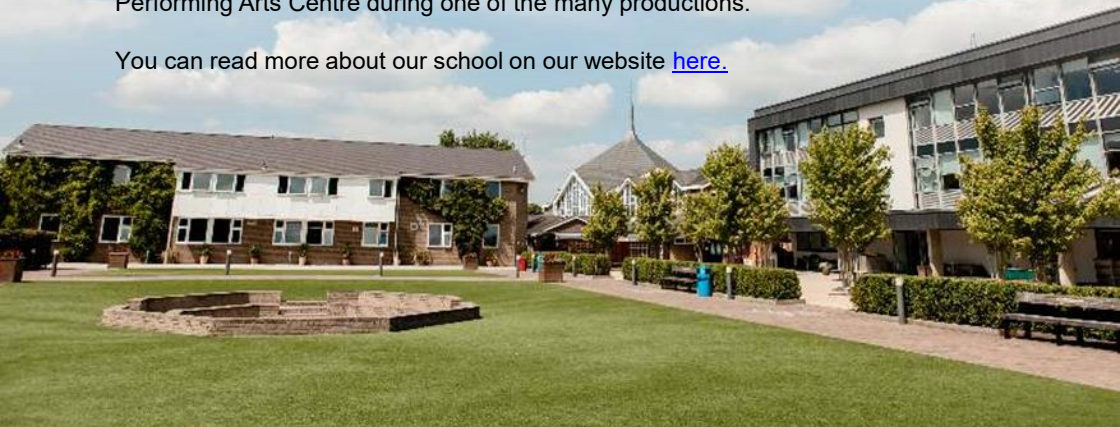 Performing Arts Centre during one of the many productions.
You can read more about our school on our website here.